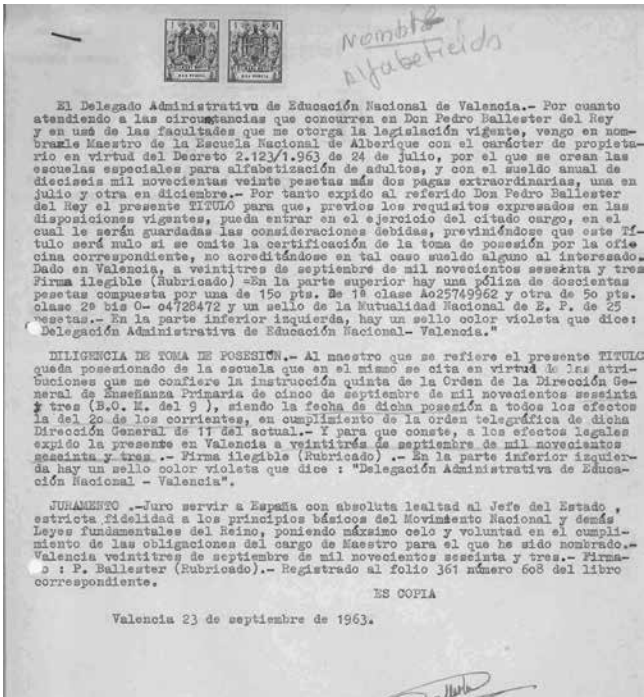 Nombre
Alfabetición
El Delegado Administrativo de Educación Nacional de Valencia.- Por cuanto
atendiendo a las circunstancias que concurren en Don Pedro Ballester del Rey
y en uso de las facultades que me otorga la legislación vigente, vengo en nom-
brarle Maestro de la Escuela Nacional de Alberique con el carácter de propieta-
rio en virtud del Decreto 2.123/1.963 de 24 de julio, por el que se crean las
escuelas especiales para alfabetización de adultos, y con el sueldo anual de
dieciseis mil novecientas veinte pesetas más dos pagas extraordinarias, una en
julio y otra en diciembre.- Por tanto expido al referido Don Pedro Ballester
del Rey el presente TITULO para que, previos los requisitos expresados en las
disposiciones vigentes, pueda entrar en el ejercicio del citado cargo, en el
cual le serán guardadas las consideraciones debidas, previniéndose que este Tí-
tulo será nulo si se omite la certificación de la toma de posesión por la ofi-
cina correspondiente, no acreditándose en tal caso sueldo alguno al interesado.
Dado en Valencia, a veintitres de septiembre de mil novecientos seseinta y tres
Firma ilegible (Rubricado) =En la parte superior hay una póliza de doscientas
pesetas compuesta por una de 15o pts. De 1ª clase Ao25749962 y otra de 5o pts.
clase 2ª bis O- o4728472 y un sello de la Mutualidad Nacional de E. P. de 25
pesetas.- En la parte inferior izquierda, hay un sello color violeta que dice:
"Delegación Administrativa de Educación Nacional- Valencia."
DILIGENCIA DE TOMA DE POSESIÓN.- Al maestro que se refiere el presente TITULO
queda posesionado de la escuela que en el mismo se cita en virtud de las atri-
buciones que me confiere la instrucción quinta de la Orden de la Dirección Ge-
neral de Enseñanza Primaria de cinco de septiembre de mil novecientos seseinta
y tres (B.O. M. del 9 ), siendo la fecha de dicha posesión a todos los efectos
la del 2o de los corrientes, en cumplimiento de la orden telegráfica de dicha
Dirección General de 11 del actual.- Y para que conste, a los efectos legales
expido la presente en Valencia a veintitrés de septiembre de mil novecientos
seseinta y tres .- Firma ilegible (Rubricado) .- En la parte inferior izquier-
da hay un sello color violeta que dice : "Delegación Administrativa de Educa-
ción Nacional - Valencia".
JURAMENTO .-Juro servir a España con absoluta lealtad al Jefe del Estado ,
estricta fidelidad a los principios básicos del Movimiento Nacional y demás
Leyes fundamentales del Reino, poniendo máxsimo celo y voluntad en el cumpli-
miento de las obligaciones del cargo de Maestro para el que he sido nombrado.-
Valencia veintitres de septiembre de mil novecientos seseinta y tres.- Firma-
o : P. Ballester (Rubricado).- Registrado al folio 361 número 6o8 del libro
correspondiente.
ES COPIA
Valencia 23 de septiembre de 1963.